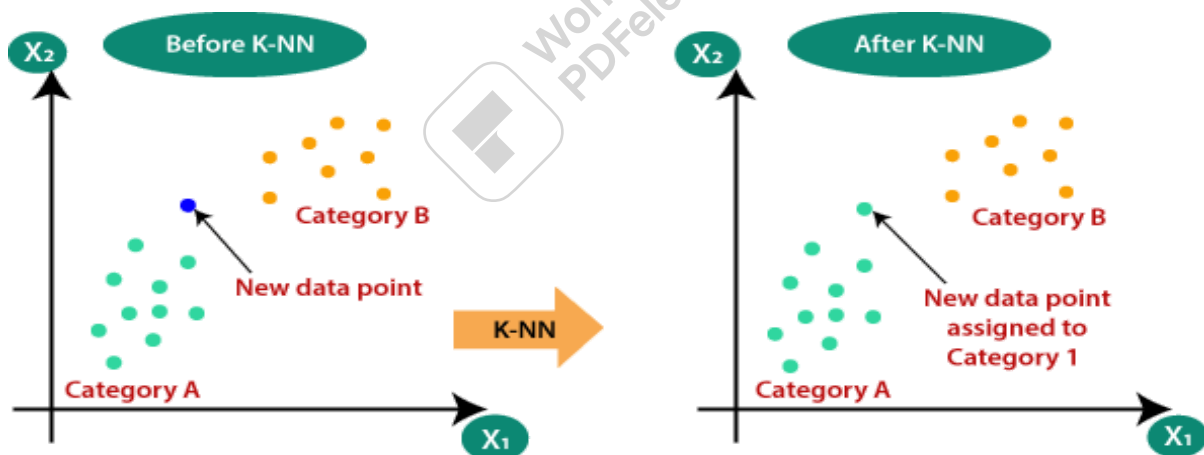 Before K-NN
X₂
Category B
New data point
Category A
X₁
K-NN
After K-NN
X₂
Category B
New data point
assigned to
Category 1
Category A
X₁